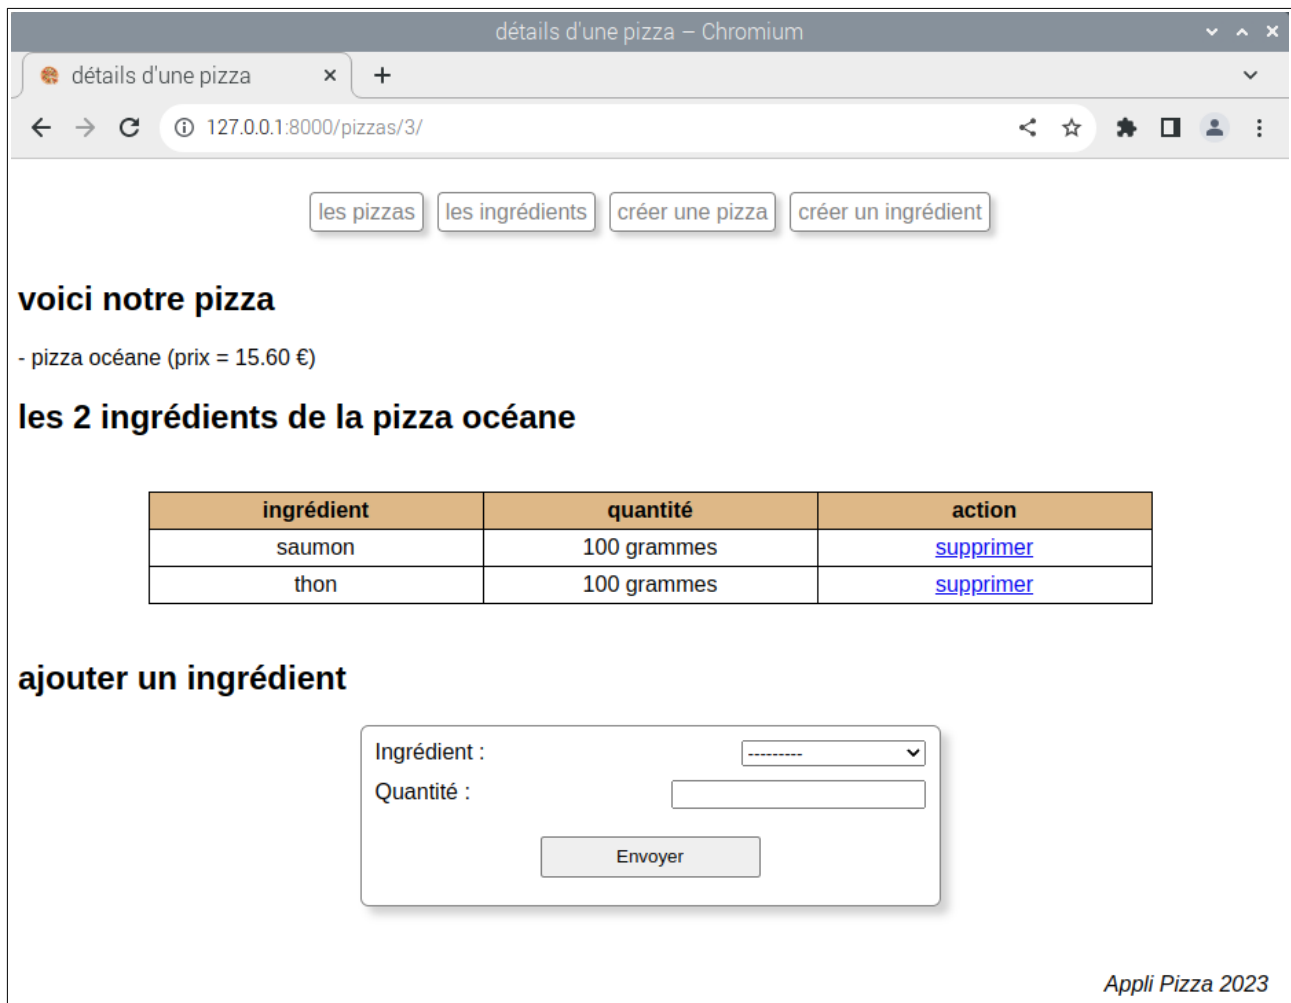 détails d'une pizza – Chromium
détails d'une pizza
127.0.0.1:8000/pizzas/3/
les pizzas les ingrédients créer une pizza créer un ingrédient
voici notre pizza
- pizza océane (prix = 15.60 €)
les 2 ingrédients de la pizza océane
ingrédient quantité action
saumon 100 grammes supprimer
thon 100 grammes supprimer
ajouter un ingrédient
Ingrédient : ---------
Quantité :
Envoyer
Appli Pizza 2023